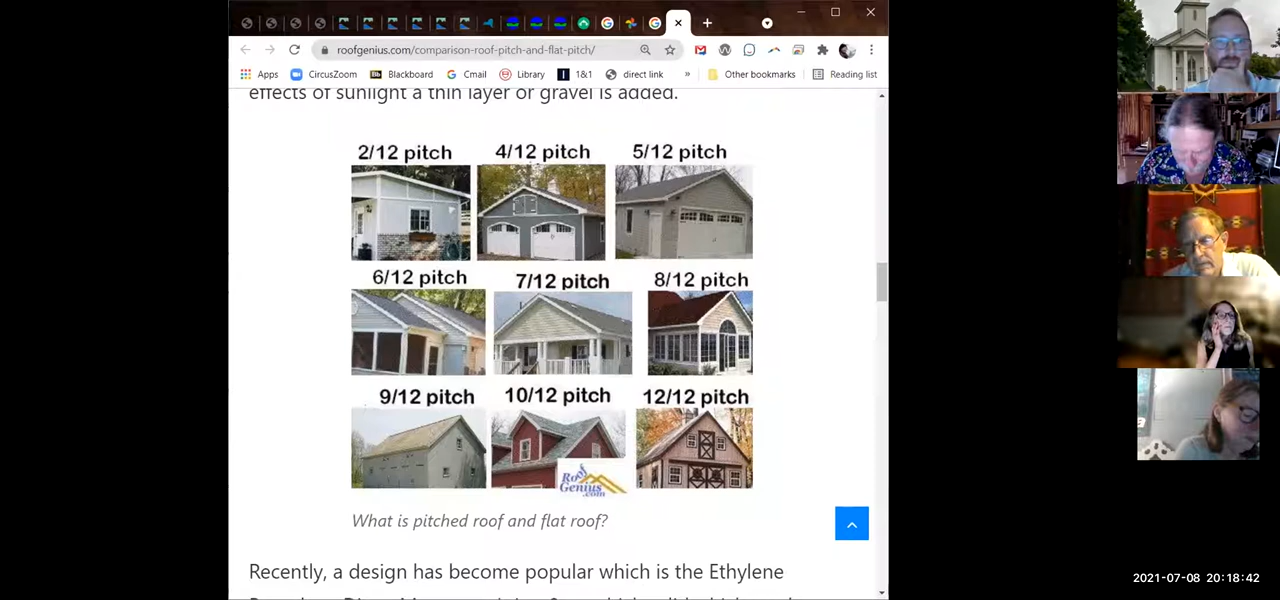 roofgenius.com/comparison-roof-pitch-and-flat-pitch/
Apps CircusZoom Blackboard Cmail Library 1&1 direct link » Other bookmarks Reading list
effects of sunlight a thin layer or gravel is added.
2/12 pitch 4/12 pitch 5/12 pitch
6/12 pitch 7/12 pitch 8/12 pitch
9/12 pitch 10/12 pitch 12/12 pitch
Roof
Genius
.com
What is pitched roof and flat roof?
Recently, a design has become popular which is the Ethylene
2021-07-08 20:18:42